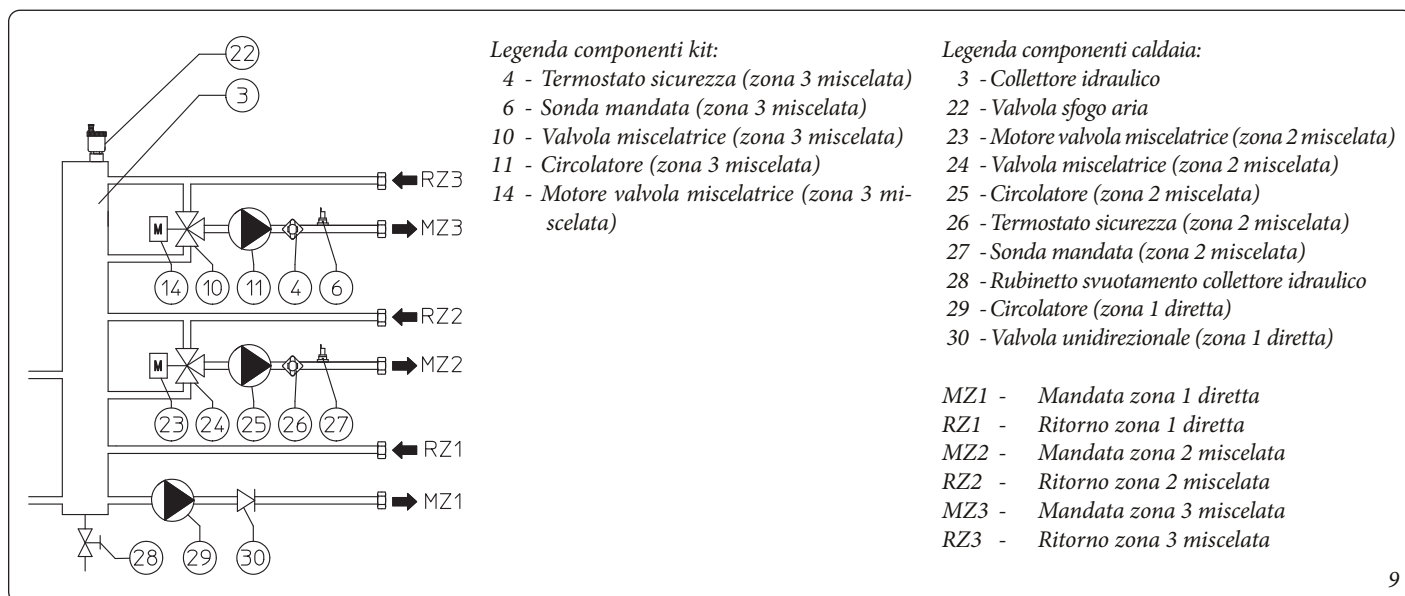 22
3
RZ3
M
MZ3
14 10 11 4 6
RZ2
M
MZ2
23 24 25 26 27
RZ1
MZ1
28 29 30
Legenda componenti kit:
4 - Termostato sicurezza (zona 3 miscelata)
6 - Sonda mandata (zona 3 miscelata)
10 - Valvola miscelatrice (zona 3 miscelata)
11 - Circolatore (zona 3 miscelata)
14 - Motore valvola miscelatrice (zona 3 mi-
scelata)
Legenda componenti caldaia:
3 - Collettore idraulico
22 - Valvola sfogo aria
23 - Motore valvola miscelatrice (zona 2 miscelata)
24 - Valvola miscelatrice (zona 2 miscelata)
25 - Circolatore (zona 2 miscelata)
26 - Termostato sicurezza (zona 2 miscelata)
27 - Sonda mandata (zona 2 miscelata)
28 - Rubinetto svuotamento collettore idraulico
29 - Circolatore (zona 1 diretta)
30 - Valvola unidirezionale (zona 1 diretta)
MZ1 - Mandata zona 1 diretta
RZ1 - Ritorno zona 1 diretta
MZ2 - Mandata zona 2 miscelata
RZ2 - Ritorno zona 2 miscelata
MZ3 - Mandata zona 3 miscelata
RZ3 - Ritorno zona 3 miscelata
9